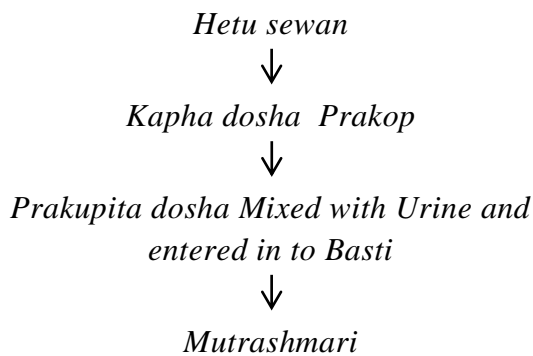 Hetu sewan
Kapha dosha Prakop
Prakupita dosha Mixed with Urine and
entered in to Basti
Mutrashmari